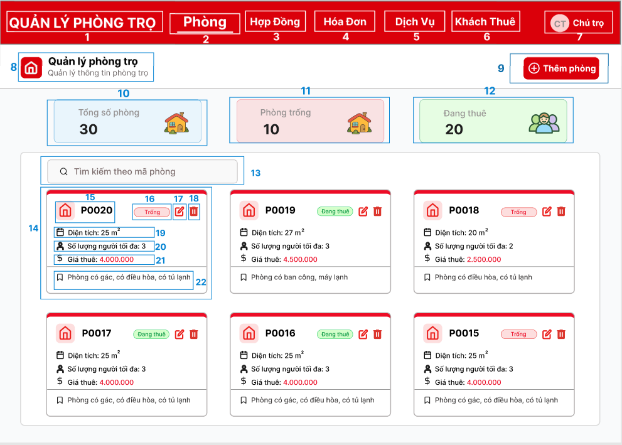 QUẢN LÝ PHÒNG TRỌ Phòng Hợp Đồng Hóa Đơn Dịch Vụ Khách Thuê CT Chủ trọ
1 2 3 4 5 6 7
8 Quản lý phòng trọ 9 Thêm phòng
Quản lý thông tin phòng trọ
10 11 12
Tổng số phòng Phòng trống Đang thuê
30 10 20
Tìm kiếm theo mã phòng 13
14 15 16 17 18
P0020 Trống
19 Diện tích: 25 m²
20 Số lượng người tối đa: 3
21 Giá thuê: 4.000.000
22 Phòng có gác, có điều hòa, có tủ lạnh
P0019 Đang thuê
Diện tích: 27 m²
Số lượng người tối đa: 3
Giá thuê: 4.500.000
Phòng có ban công, máy lạnh
P0018 Trống
Diện tích: 20 m²
Số lượng người tối đa: 2
Giá thuê: 2.500.000
Phòng có điều hòa, có tủ lạnh
P0017 Đang thuê
Diện tích: 25 m²
Số lượng người tối đa: 3
Giá thuê: 4.000.000
Phòng có gác, có điều hòa, có tủ lạnh
P0016 Đang thuê
Diện tích: 25 m²
Số lượng người tối đa: 3
Giá thuê: 4.000.000
Phòng có gác, có điều hòa, có tủ lạnh
P0015 Trống
Diện tích: 25 m²
Số lượng người tối đa: 3
Giá thuê: 4.000.000
Phòng có gác, có điều hòa, có tủ lạnh